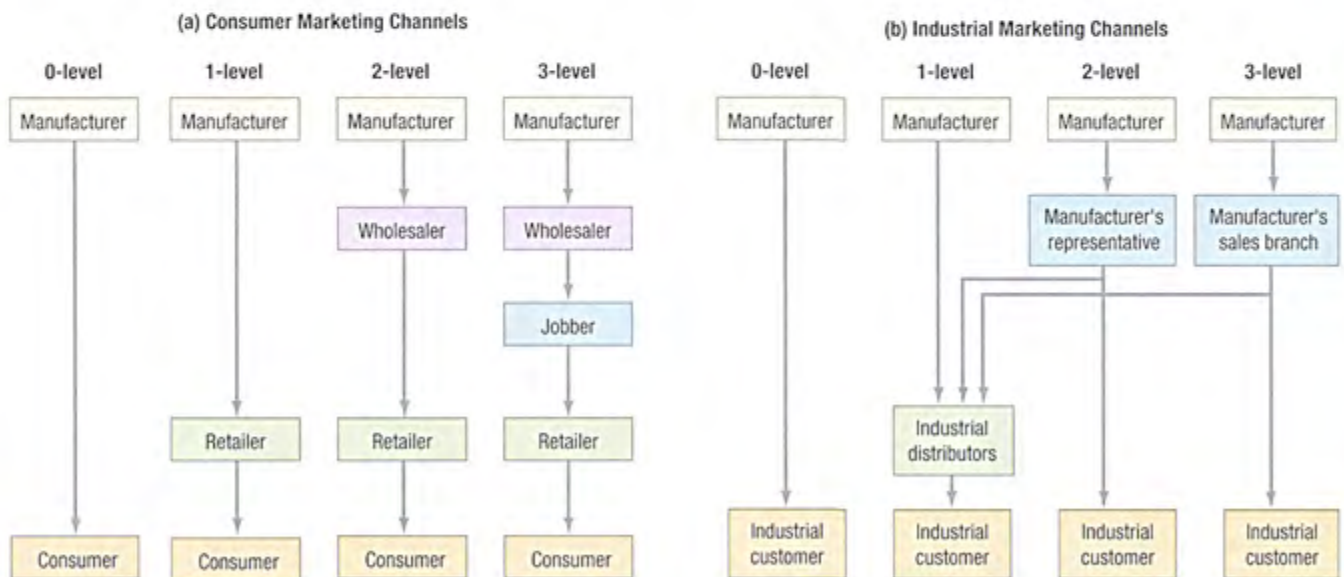 (a) Consumer Marketing Channels
0-level
1-level
2-level
3-level
Manufacturer
Manufacturer
Manufacturer
Manufacturer
Wholesaler
Wholesaler
Jobber
Retailer
Retailer
Retailer
Consumer
Consumer
Consumer
Consumer
(b) Industrial Marketing Channels
0-level
1-level
2-level
3-level
Manufacturer
Manufacturer
Manufacturer
Manufacturer
Manufacturer's
representative
Manufacturer's
sales branch
Industrial
distributors
Industrial
customer
Industrial
customer
Industrial
customer
Industrial
customer